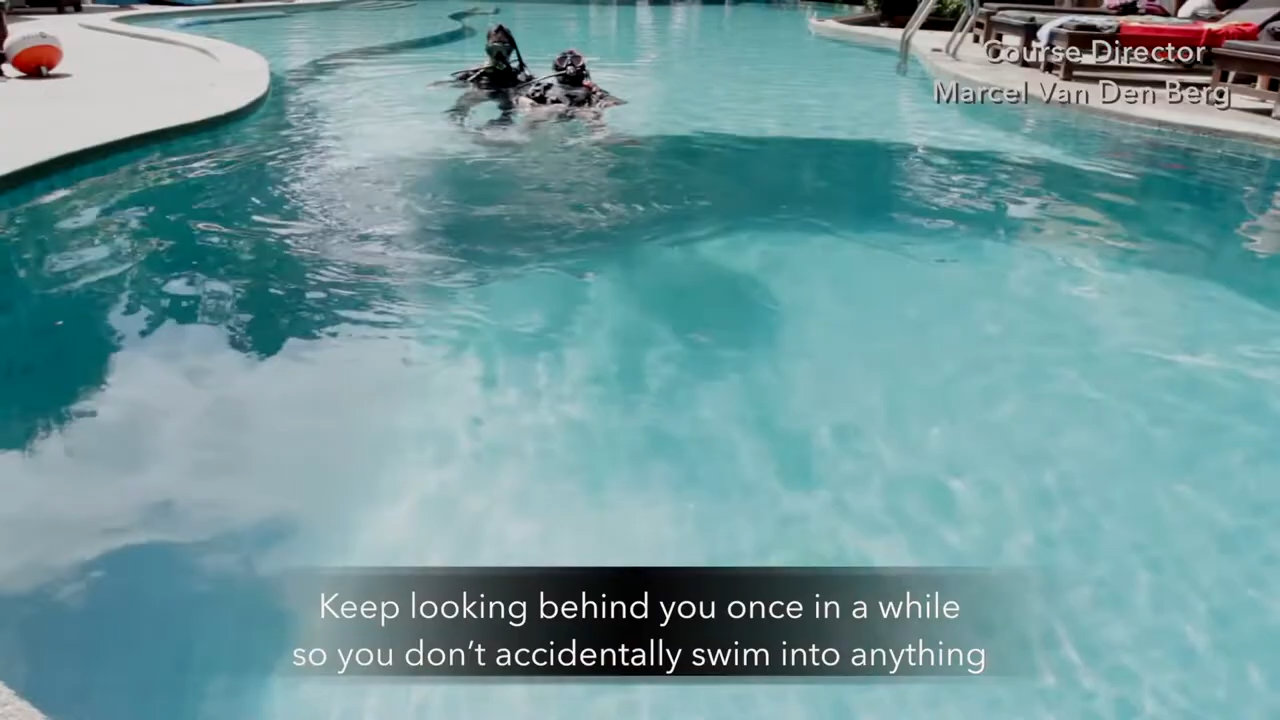 Course Director
Marcel Van Den Berg
Keep looking behind you once in a while
so you don't accidentally swim into anything